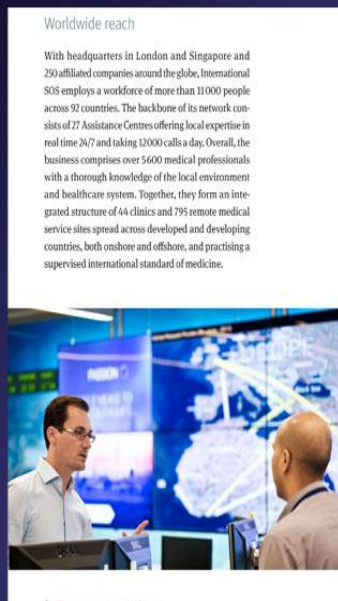 Worldwide reach
With headquarters in London and Singapore and
250 affiliated companies around the globe, International
SOS employs a workforce of more than 11000 people
across 92 countries. The backbone of its network con-
sists of 27 Assistance Centres offering local expertise in
real time 24/7 and taking 12000 calls a day. Overall, the
business comprises over 5600 medical professionals
with a thorough knowledge of the local environment
and healthcare system. Together, they form an inte-
grated structure of 44 clinics and 795 remote medical
service sites spread across developed and developing
countries, both onshore and offshore, and practising a
supervised international standard of medicine.
PASSION
EUROPE